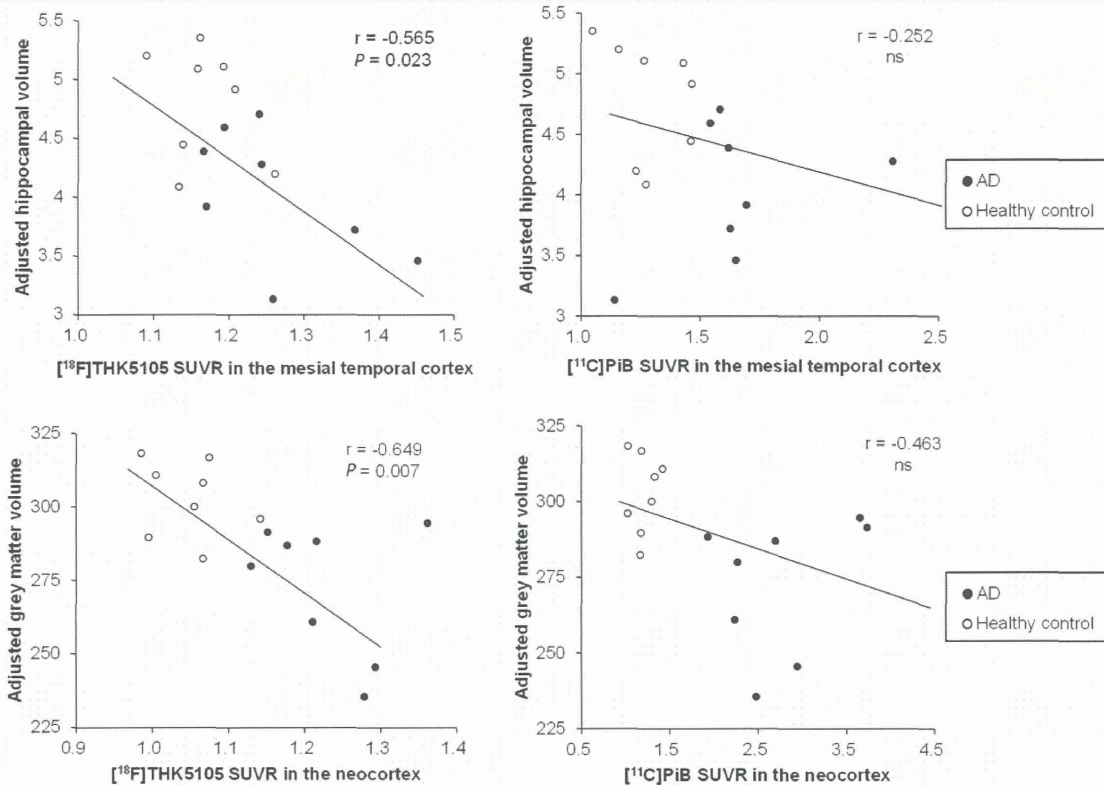 5.5
5
4.5
4
3.5
3
Adjusted hippocampal volume
r = -0.565
P = 0.023
1.0 1.1 1.2 1.3 1.4 1.5
[¹⁸F]THK5105 SUVR in the mesial temporal cortex
5.5
5
4.5
4
3.5
3
Adjusted hippocampal volume
r = -0.252
ns
1.0 1.5 2.0 2.5
[¹¹C]PiB SUVR in the mesial temporal cortex
AD
Healthy control
325
300
275
250
225
Adjusted grey matter volume
r = -0.649
P = 0.007
0.9 1.0 1.1 1.2 1.3 1.4
[¹⁸F]THK5105 SUVR in the neocortex
325
300
275
250
225
Adjusted grey matter volume
r = -0.463
ns
0.5 1.5 2.5 3.5 4.5
[¹¹C]PiB SUVR in the neocortex
AD
Healthy control